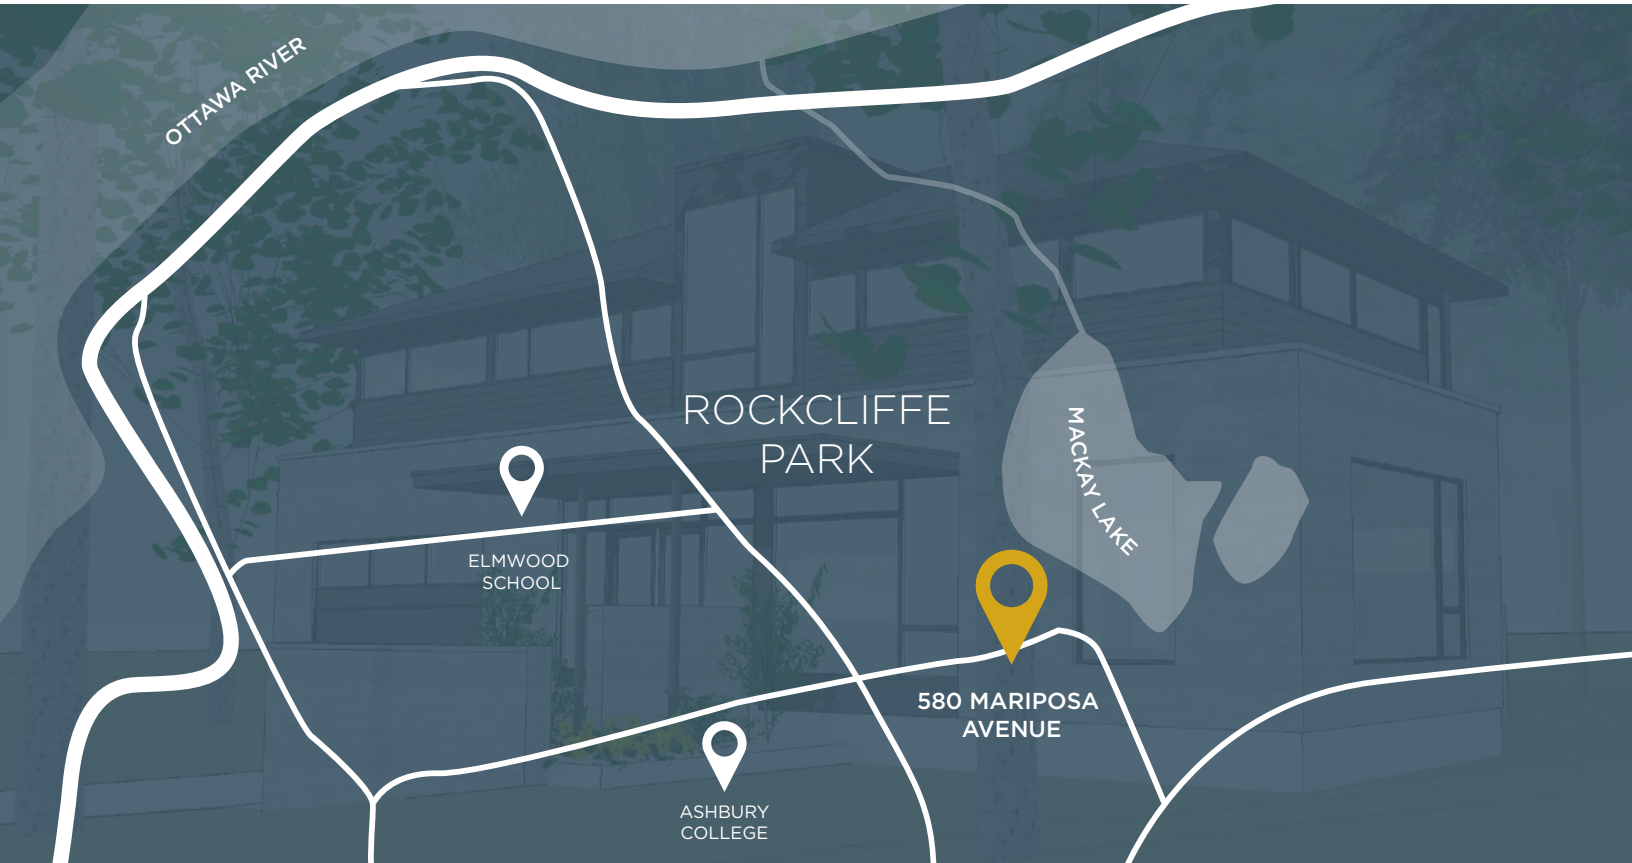 OTTAWA RIVER
ROCKCLIFFE
PARK
MACKAY LAKE
ELMWOOD
SCHOOL
580 MARIPOSA
AVENUE
ASHBURY
COLLEGE